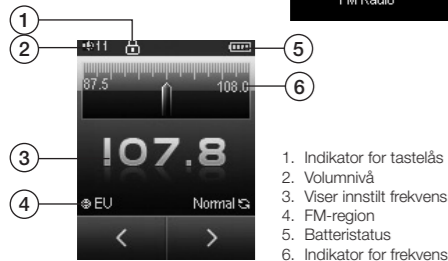 FM Radio
1
2
11
5
87.5
108.0
6
3
107.8
4
EU
Normal
1. Indikator for tastelås
2. Volumnivå
3. Viser innstilt frekvens
4. FM-region
5. Batteristatus
6. Indikator for frekvens